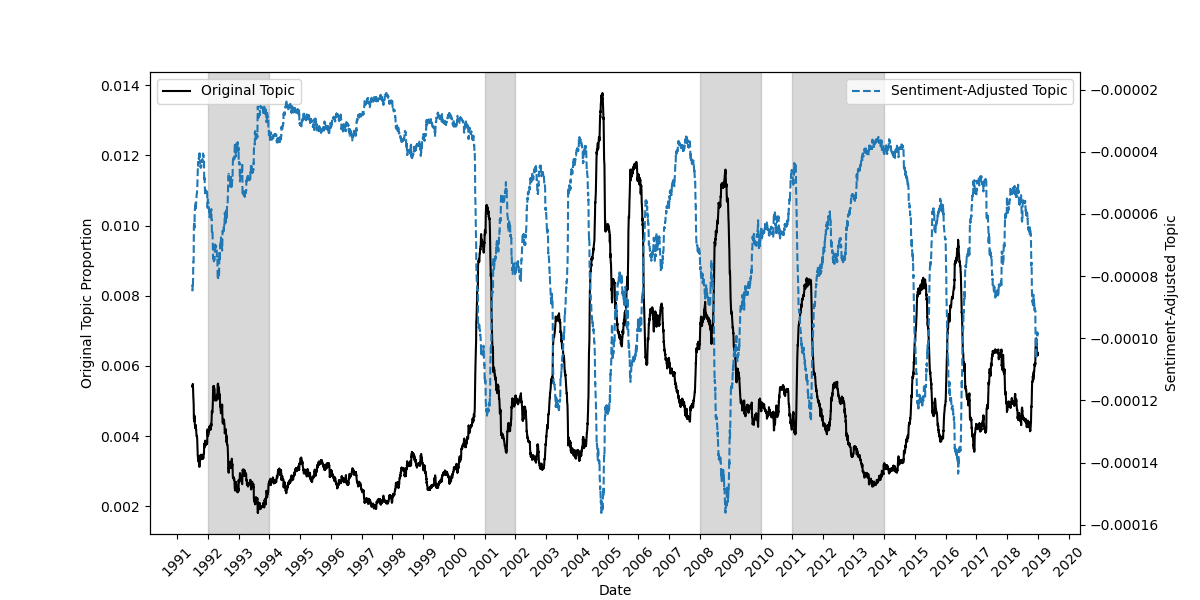 Original Topic
Sentiment-Adjusted Topic
0.014
0.012
0.010
0.008
0.006
0.004
0.002
Original Topic Proportion
−0.00002
−0.00004
−0.00006
−0.00008
−0.00010
−0.00012
−0.00014
−0.00016
Sentiment-Adjusted Topic
1991 1992 1993 1994 1995 1996 1997 1998 1999 2000 2001 2002 2003 2004 2005 2006 2007 2008 2009 2010 2011 2012 2013 2014 2015 2016 2017 2018 2019 2020
Date